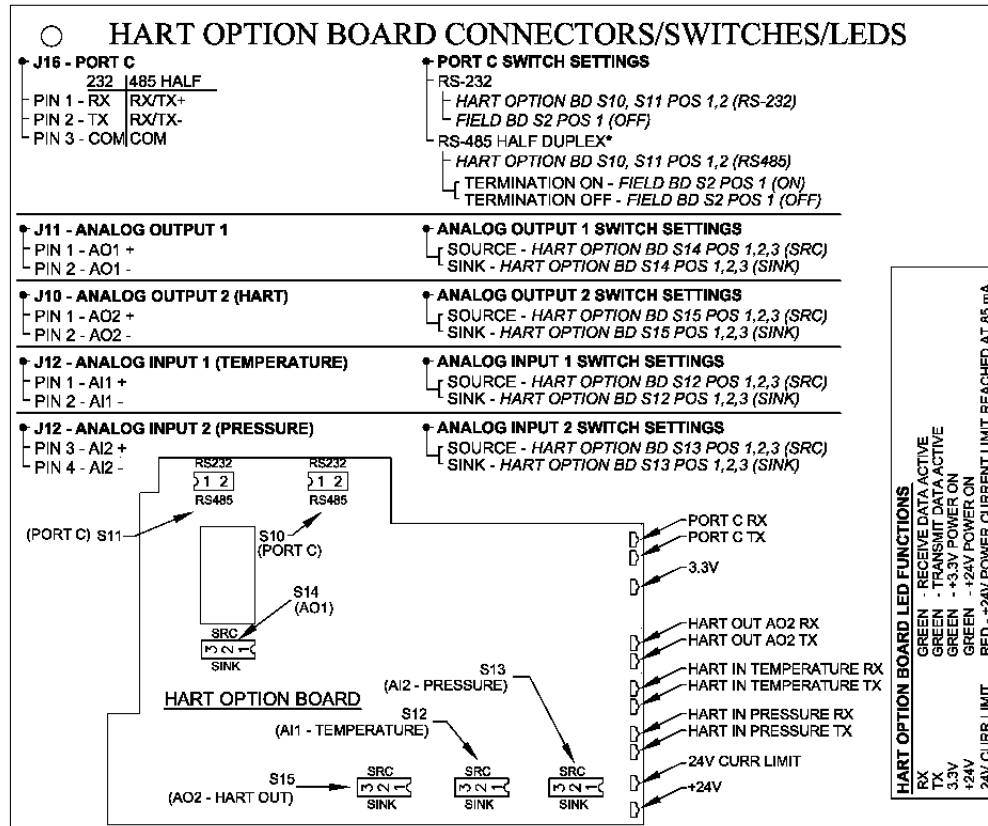 HART OPTION BOARD CONNECTORS/SWITCHES/LEDS
J16 - PORT C
232 485 HALF
PIN 1 - RX RX/TX+
PIN 2 - TX RX/TX-
PIN 3 - COM COM
PORT C SWITCH SETTINGS
RS-232
HART OPTION BD S10, S11 POS 1,2 (RS-232)
FIELD BD S2 POS 1 (OFF)
RS-485 HALF DUPLEX*
HART OPTION BD S10, S11 POS 1,2 (RS485)
TERMINATION ON - FIELD BD S2 POS 1 (ON)
TERMINATION OFF - FIELD BD S2 POS 1 (OFF)
J11 - ANALOG OUTPUT 1
PIN 1 - AO1 +
PIN 2 - AO1 -
ANALOG OUTPUT 1 SWITCH SETTINGS
SOURCE - HART OPTION BD S14 POS 1,2,3 (SRC)
SINK - HART OPTION BD S14 POS 1,2,3 (SINK)
J10 - ANALOG OUTPUT 2 (HART)
PIN 1 - AO2 +
PIN 2 - AO2 -
ANALOG OUTPUT 2 SWITCH SETTINGS
SOURCE - HART OPTION BD S15 POS 1,2,3 (SRC)
SINK - HART OPTION BD S15 POS 1,2,3 (SINK)
J12 - ANALOG INPUT 1 (TEMPERATURE)
PIN 1 - AI1 +
PIN 2 - AI1 -
ANALOG INPUT 1 SWITCH SETTINGS
SOURCE - HART OPTION BD S12 POS 1,2,3 (SRC)
SINK - HART OPTION BD S12 POS 1,2,3 (SINK)
J12 - ANALOG INPUT 2 (PRESSURE)
PIN 3 - AI2 +
PIN 4 - AI2 -
ANALOG INPUT 2 SWITCH SETTINGS
SOURCE - HART OPTION BD S13 POS 1,2,3 (SRC)
SINK - HART OPTION BD S13 POS 1,2,3 (SINK)
RS232
1 2
RS485
RS232
1 2
RS485
(PORT C) S11
S10
(PORT C)
S14
(AO1)
SRC
3 2 1
SINK
HART OPTION BOARD
S13
(AI2 - PRESSURE)
S12
(AI1 - TEMPERATURE)
S15
(AO2 - HART OUT)
SRC
3 2 1
SINK
SRC
3 2 1
SINK
SRC
3 2 1
SINK
PORT C RX
PORT C TX
3.3V
HART OUT AO2 RX
HART OUT AO2 TX
HART IN TEMPERATURE RX
HART IN TEMPERATURE TX
HART IN PRESSURE RX
HART IN PRESSURE TX
24V CURR LIMIT
+24V
HART OPTION BOARD LED FUNCTIONS
RX GREEN - RECEIVE DATA ACTIVE
TX GREEN - TRANSMIT DATA ACTIVE
3.3V GREEN - +3.3V POWER ON
+24V GREEN - +24V POWER ON
24V CURR LIMIT RED - +24V POWER CURRENT LIMIT REACHED AT 85 mA